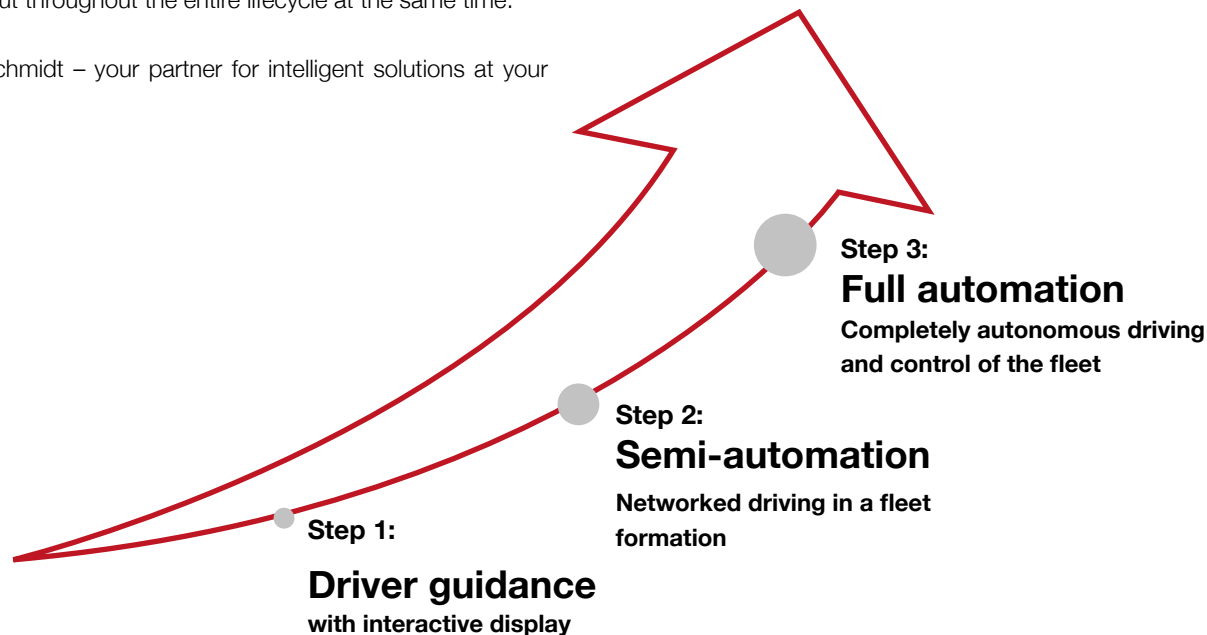 ut throughout the entire lifecycle at the same time.
chmidt – your partner for intelligent solutions at your
Step 3:
Full automation
Completely autonomous driving
and control of the fleet
Step 2:
Semi-automation
Networked driving in a fleet
formation
Step 1:
Driver guidance
with interactive display